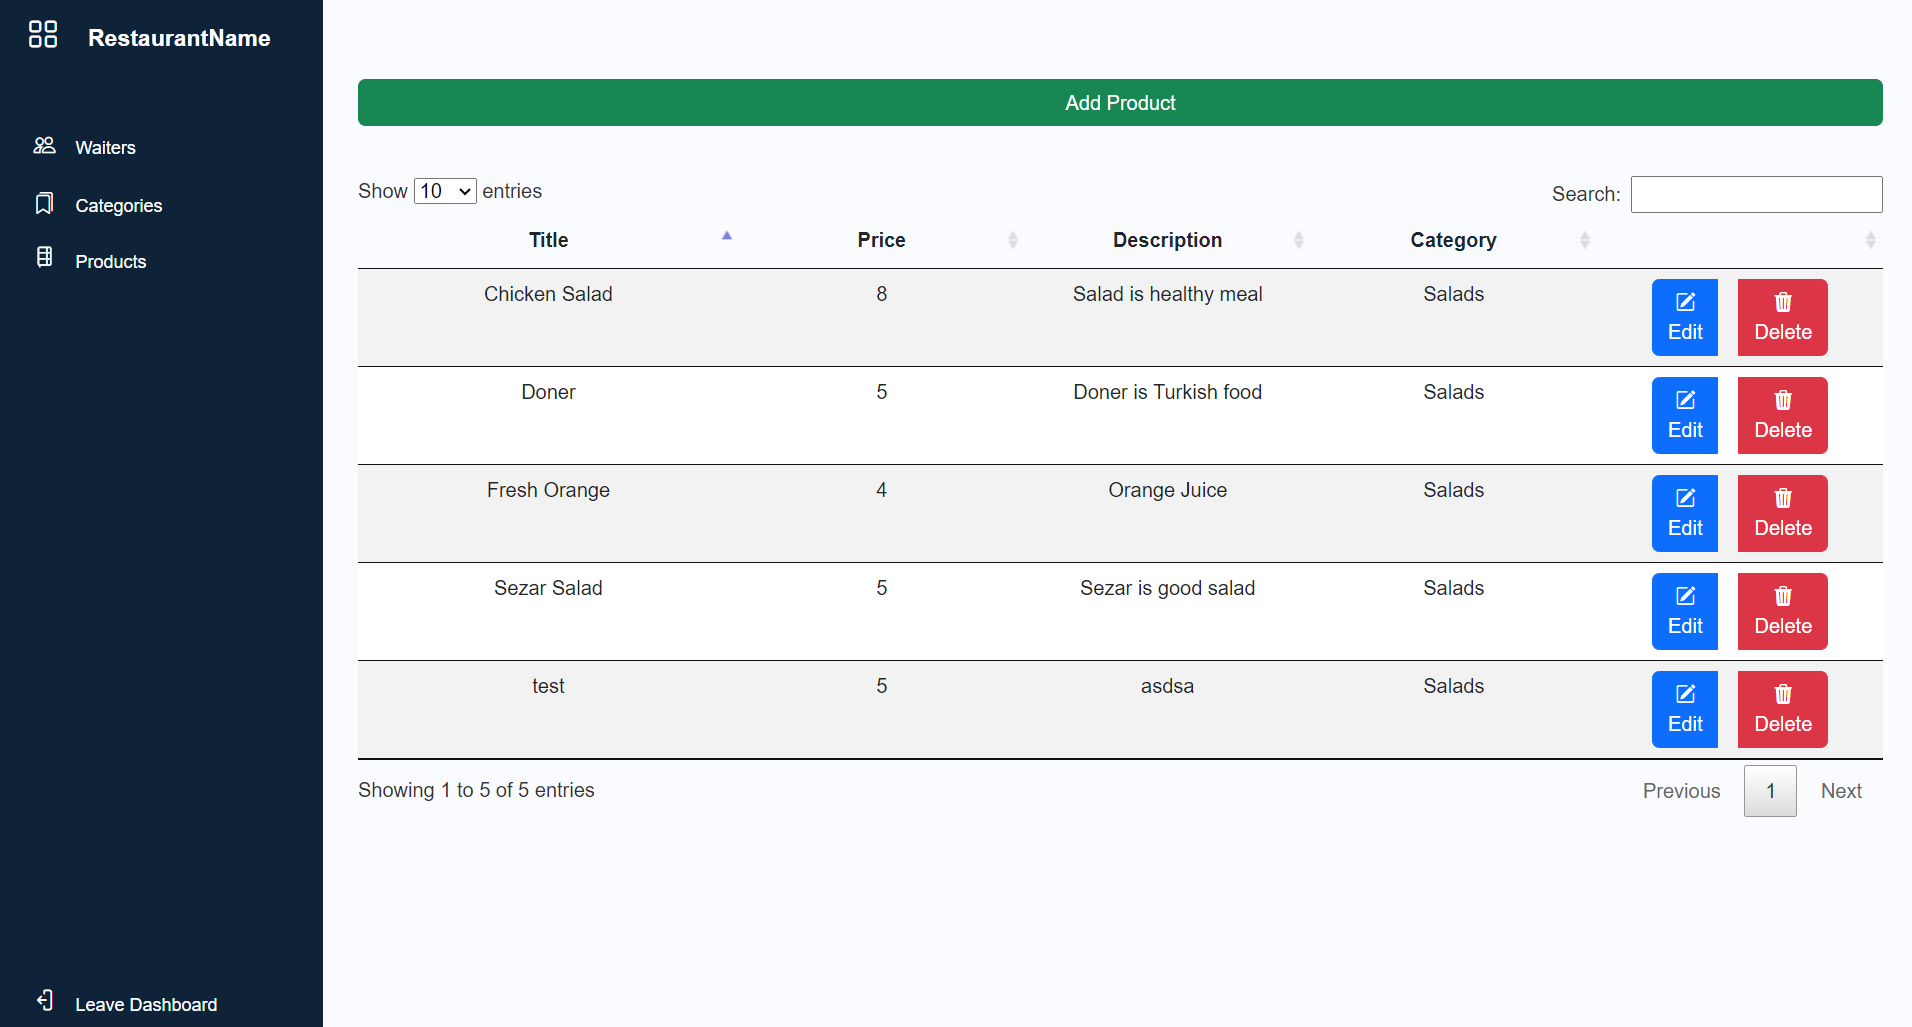 RestaurantName
Waiters
Categories
Products
Leave Dashboard
Add Product
Show 10 entries
Search:
Title Price Description Category
Chicken Salad 8 Salad is healthy meal Salads Edit Delete
Doner 5 Doner is Turkish food Salads Edit Delete
Fresh Orange 4 Orange Juice Salads Edit Delete
Sezar Salad 5 Sezar is good salad Salads Edit Delete
test 5 asdsa Salads Edit Delete
Showing 1 to 5 of 5 entries
Previous 1 Next